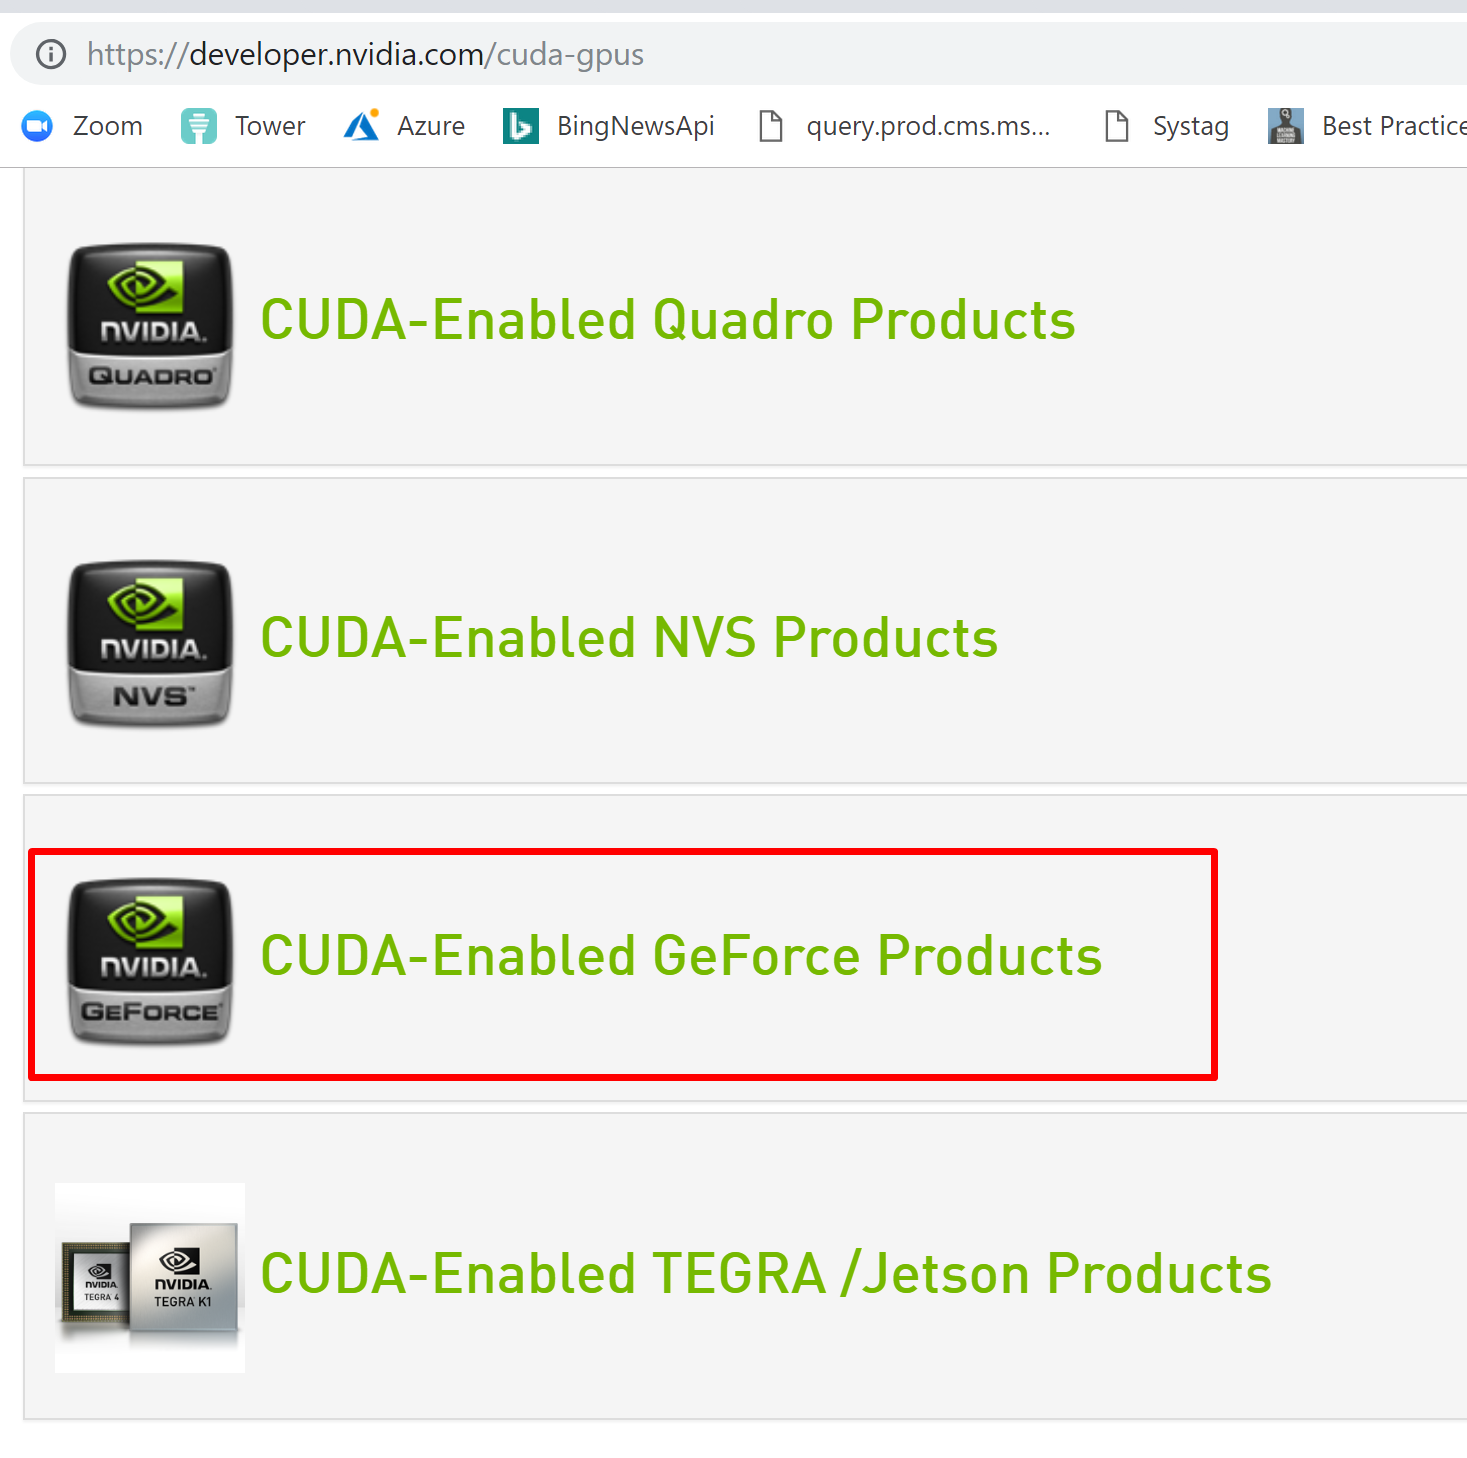 https://developer.nvidia.com/cuda-gpus
Zoom Tower Azure BingNewsApi query.prod.cms.ms... Systag Best Practice
NVIDIA.
QUADRO
CUDA-Enabled Quadro Products
NVIDIA.
NVS™
CUDA-Enabled NVS Products
NVIDIA.
GEFORCE
CUDA-Enabled GeForce Products
NVIDIA.
TEGRA 4
NVIDIA.
TEGRA K1
CUDA-Enabled TEGRA /Jetson Products